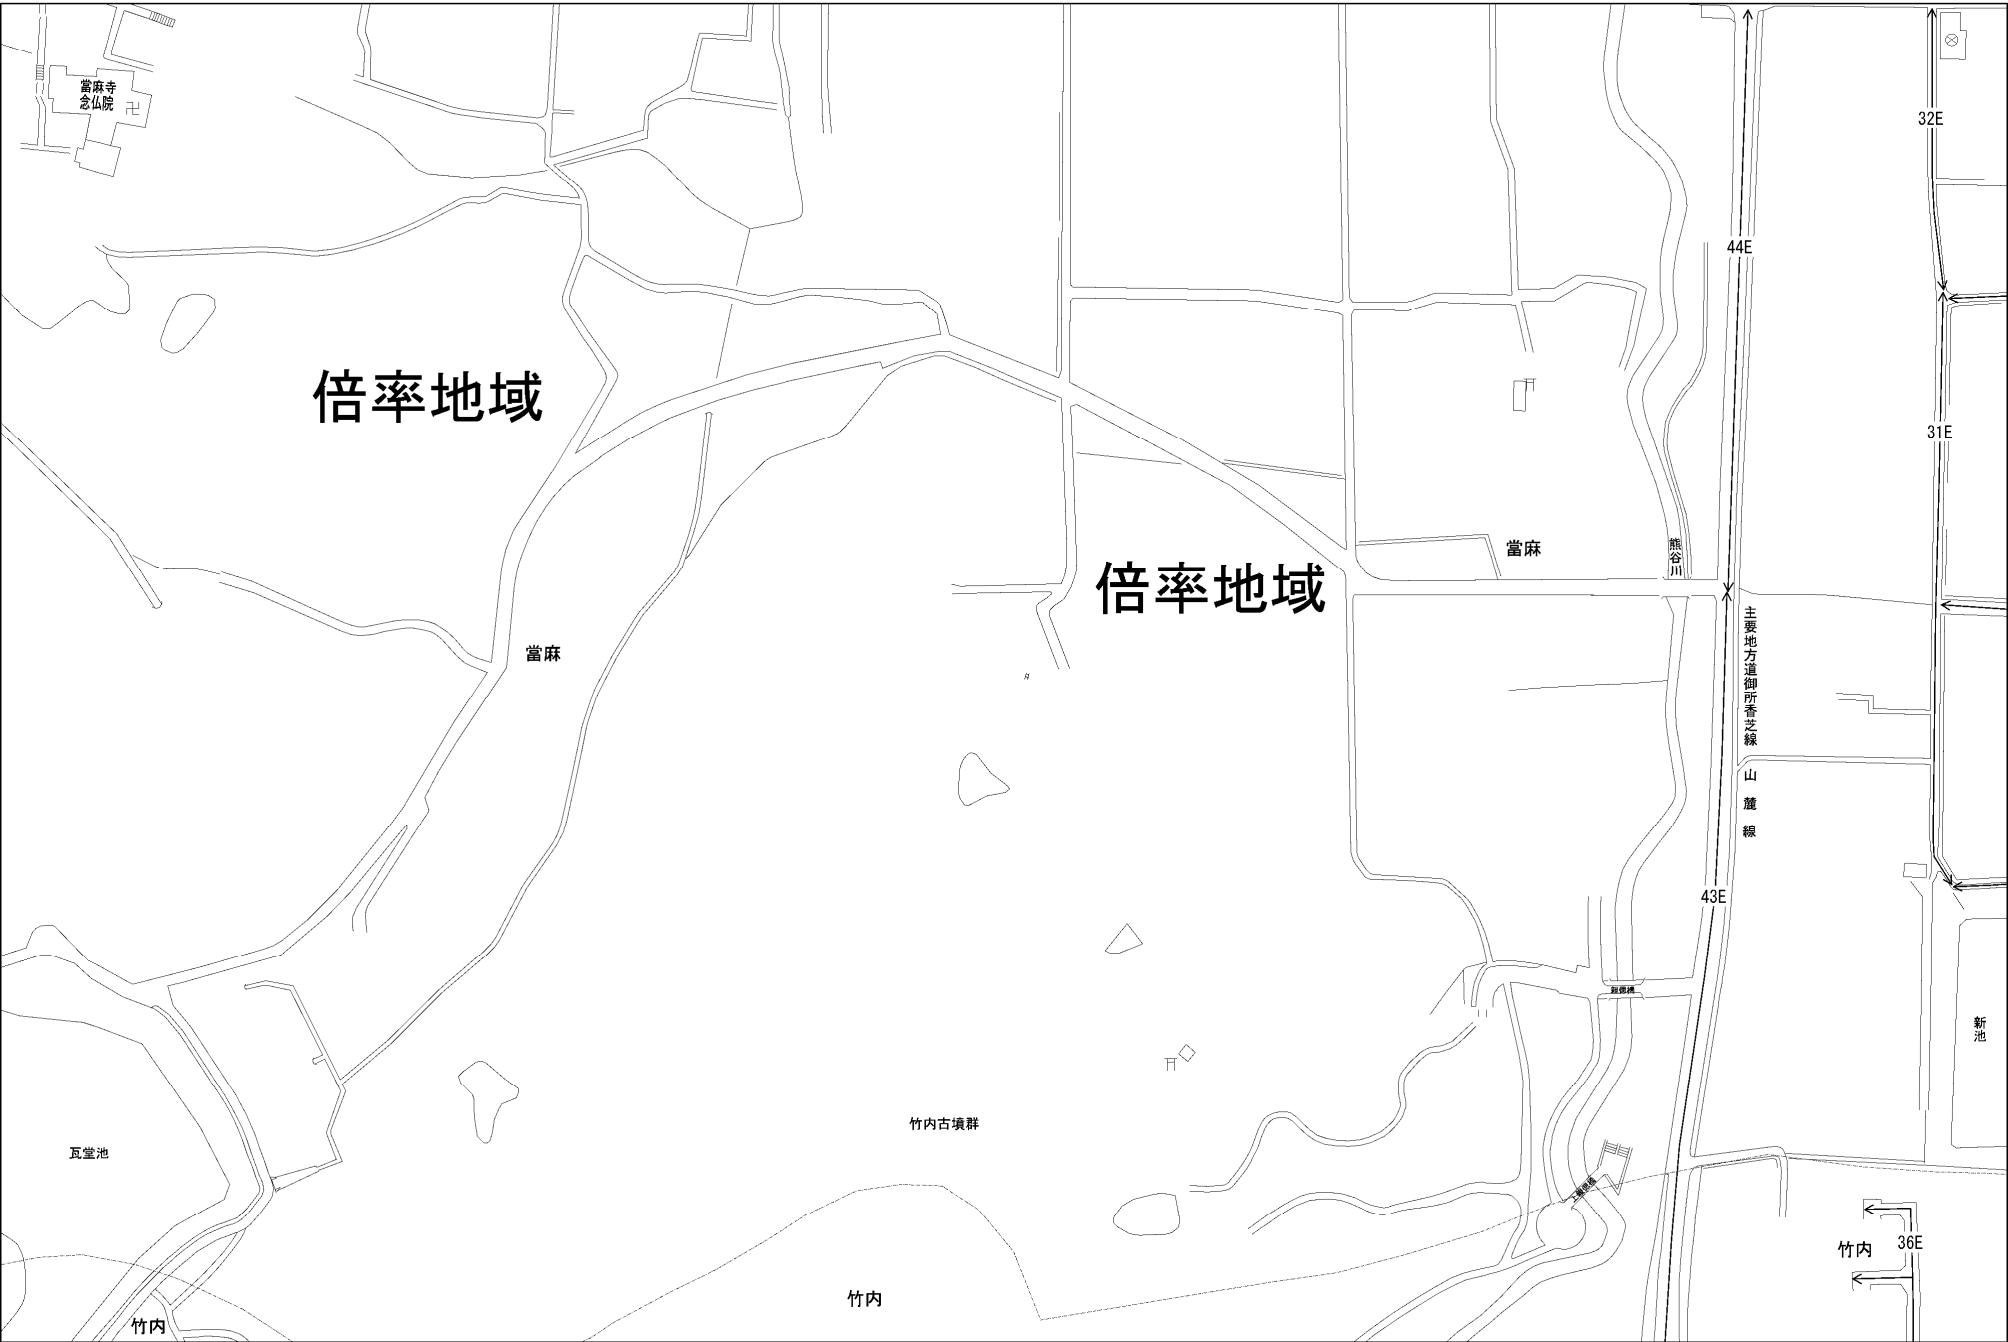 當麻寺
念仏院
32E
44E
倍率地域
31E
當麻
熊谷川
倍率地域
主要地方道御所香芝線
山麓線
當麻
43E
新池
竹内古墳群
瓦堂池
竹内
36E
竹内
竹内